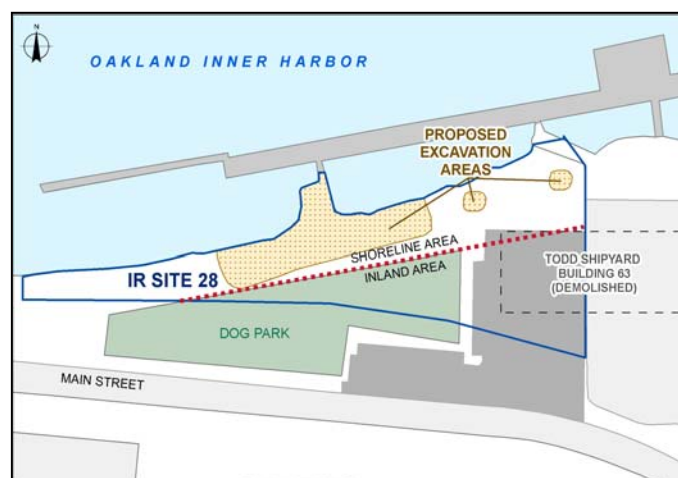 N
OAKLAND INNER HARBOR
PROPOSED
EXCAVATION
AREAS
SHORELINE AREA
IR SITE 28
INLAND AREA
TODD SHIPYARD
BUILDING 63
(DEMOLISHED)
DOG PARK
MAIN STREET